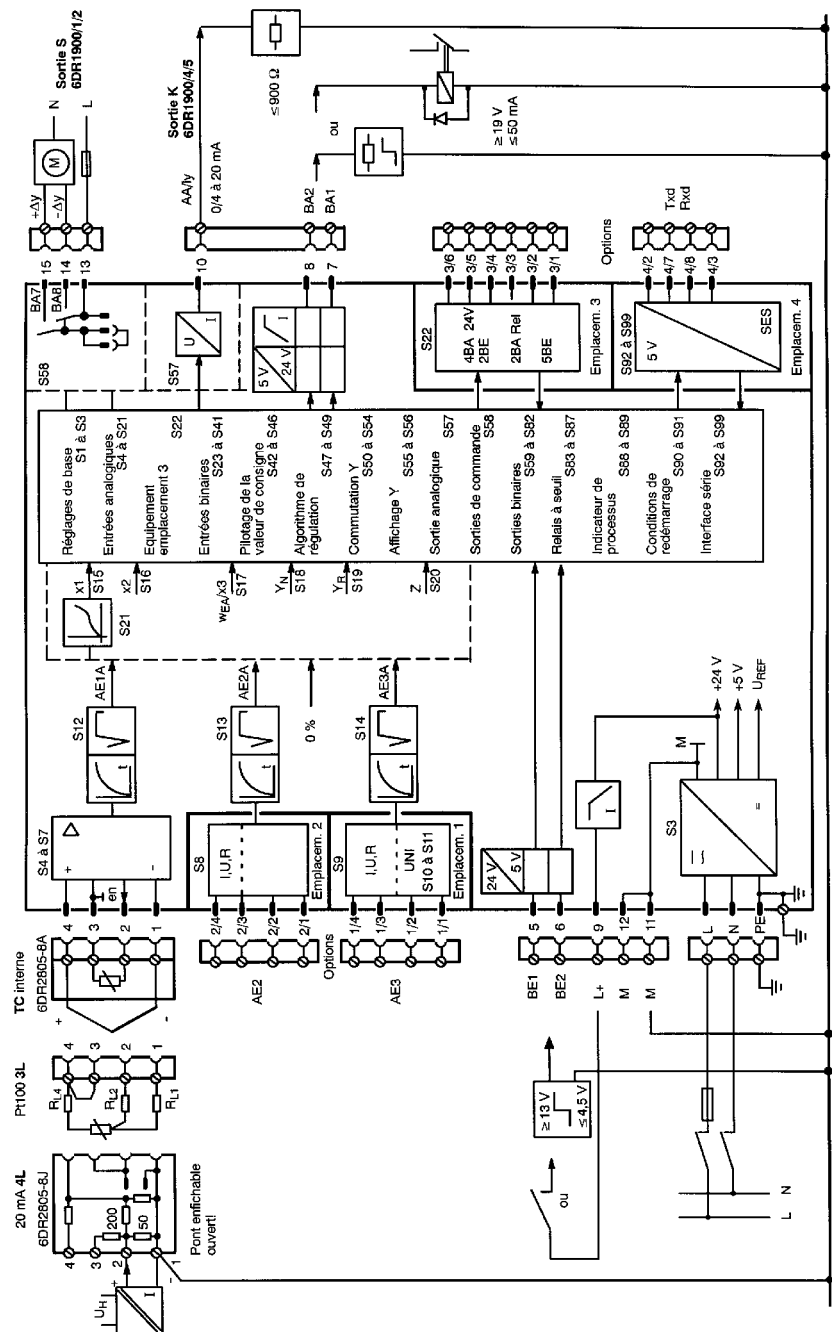 20 mA 4L
6DR2805-8J
UH
+
-
I
4
3
2
1
200
50
Pont enfichable
ouvert!
Pt100 3L
RL4
RL2
RL1
4
3
2
1
TC interne
6DR2805-8A
+
-
4
3
2
1
en
S4 à S7
+
-
S12
t
AE1A
AE2
2/4
2/3
2/2
2/1
S8
I,U,R
Emplacem. 2
S13
t
AE2A
0 %
Options
AE3
1/4
1/3
1/2
1/1
S9
I,U,R
UNI
S10 à S11
Emplacem. 1
S14
t
AE3A
S21
x1
S15
x2
S16
wEA/x3
S17
YN
S18
YR
S19
Z
S20
Réglages de base
S1 à S3
Entrées analogiques
S4 à S21
Equipement
emplacement 3
S22
Entrées binaires
S23 à S41
Pilotage de la
valeur de consigne
S42 à S46
Algorithme de
régulation
S47 à S49
Commutation Y
S50 à S54
Affichage Y
S55 à S56
Sortie analogique
S57
Sorties de commande
S58
Sorties binaires
S59 à S82
Relais à seuil
S83 à S87
Indicateur de
processus
S88 à S89
Conditions de
redémarrage
S90 à S91
Interface série
S92 à S99
ou
≥ 13 V
≤ 4,5 V
BE1
BE2
L+
M
M
5
6
9
12
11
24 V
5 V
I
M
S3
=
+24 V
+5 V
UREF
L
N
PE
L
N
S58
BA7
BA8
15
14
13
+Δy
-Δy
M
N
L
Sortie S
6DR1900/1/2
S57
U
I
10
AA/Iy
0/4 à 20 mA
Sortie K
6DR1900/4/5
≤ 900 Ω
5 V
24 V
I
8
7
BA2
BA1
ou
≥ 19 V
≤ 50 mA
S22
4BA 24V
2BE
2BA Rel
5BE
Emplacem. 3
3/6
3/5
3/4
3/3
3/2
3/1
Options
S92 à S99
5 V
SES
Emplacem. 4
4/2
4/7
4/8
4/3
Txd
Rxd